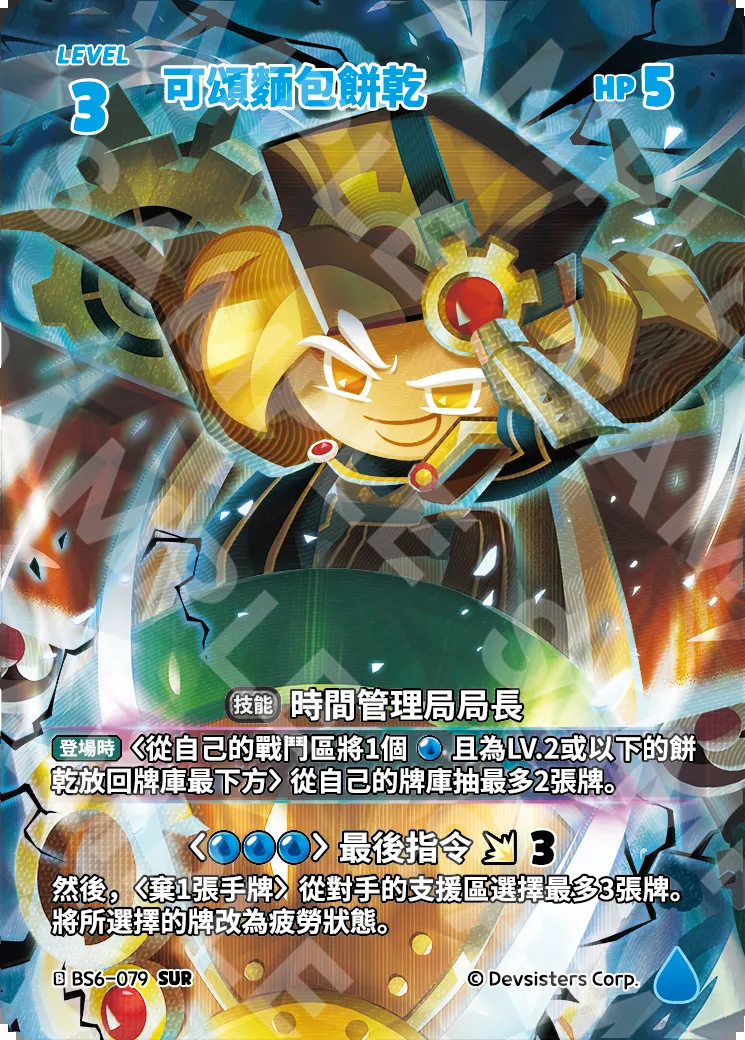 LEVEL
3
可頌麵包餅乾
HP 5
SAMPLE
技能 時間管理局局長
登場時 〈從自己的戰鬥區將1個 且為LV.2或以下的餅
乾放回牌庫最下方〉從自己的牌庫抽最多2張牌。
〈 〉最後指令 3
然後，〈棄1張手牌〉從對手的支援區選擇最多3張牌。
將所選擇的牌改為疲勞狀態。
B BS6-079 SUR
© Devsisters Corp.